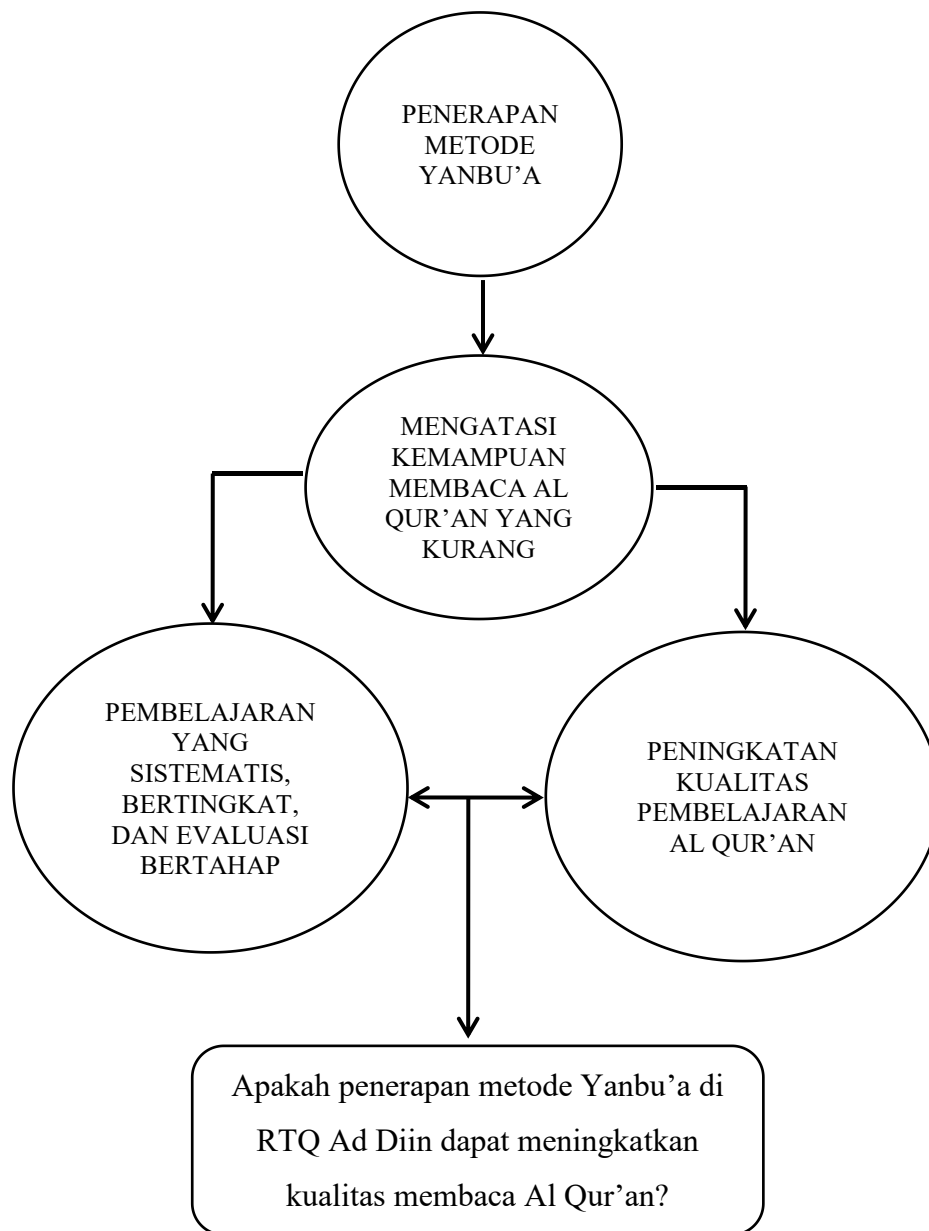 PENERAPAN
METODE
YANBU’A
MENGATASI
KEMAMPUAN
MEMBACA AL
QUR’AN YANG
KURANG
PEMBELAJARAN
YANG
SISTEMATIS,
BERTINGKAT,
DAN EVALUASI
BERTAHAP
PENINGKATAN
KUALITAS
PEMBELAJARAN
AL QUR’AN
Apakah penerapan metode Yanbu’a di
RTQ Ad Diin dapat meningkatkan
kualitas membaca Al Qur’an?